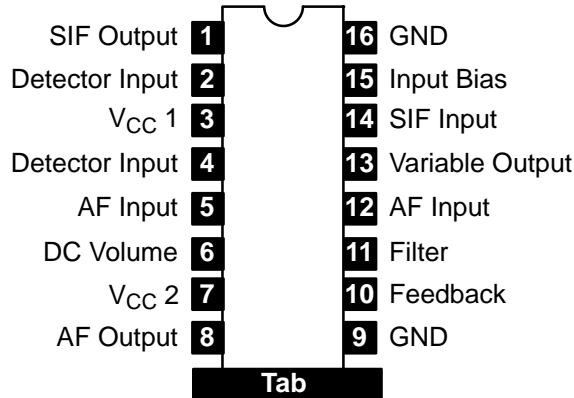 SIF Output 1 16 GND
Detector Input 2 15 Input Bias
VCC 1 3 14 SIF Input
Detector Input 4 13 Variable Output
AF Input 5 12 AF Input
DC Volume 6 11 Filter
VCC 2 7 10 Feedback
AF Output 8 9 GND
Tab